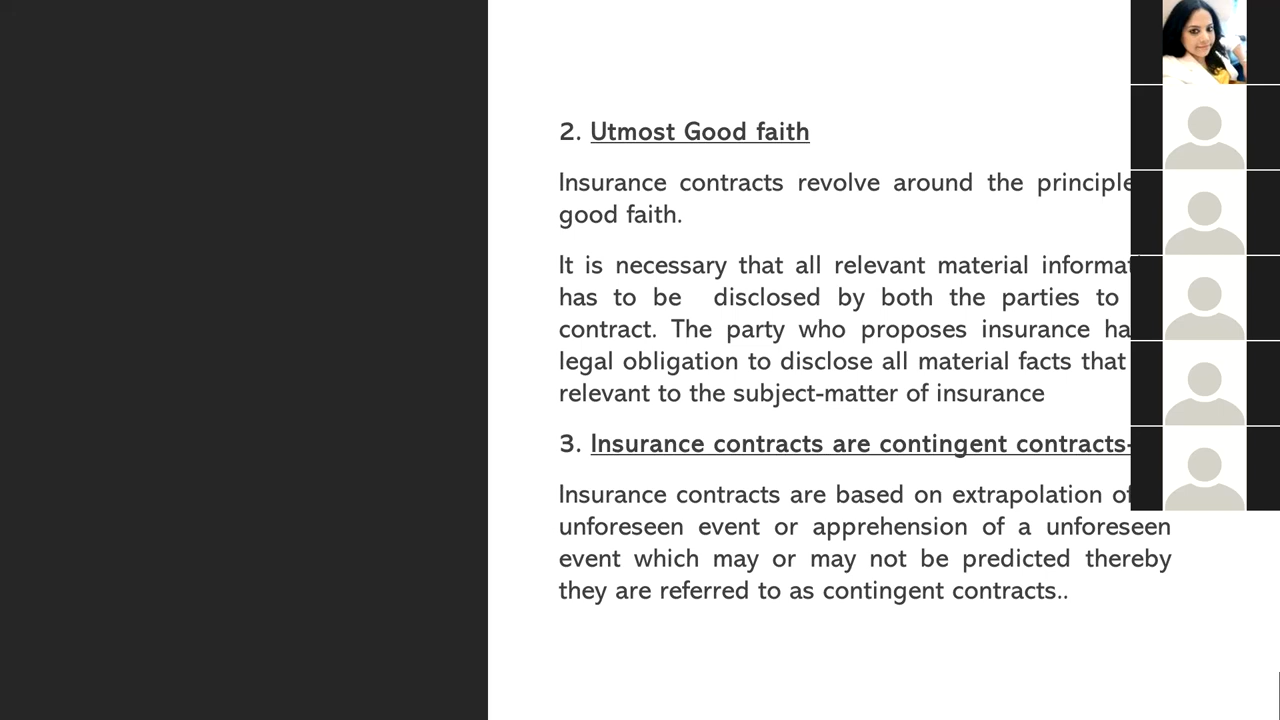 2. Utmost Good faith
Insurance contracts revolve around the principle
good faith.
It is necessary that all relevant material
has to be disclosed by both the parties to
contract. The party who proposes insurance
legal obligation to disclose all material facts that
relevant to the subject-matter of insurance
3. Insurance contracts are contingent contracts-
Insurance contracts are based on extrapolation of
unforeseen event or apprehension of a unforeseen
event which may or may not be predicted thereby
they are referred to as contingent contracts..